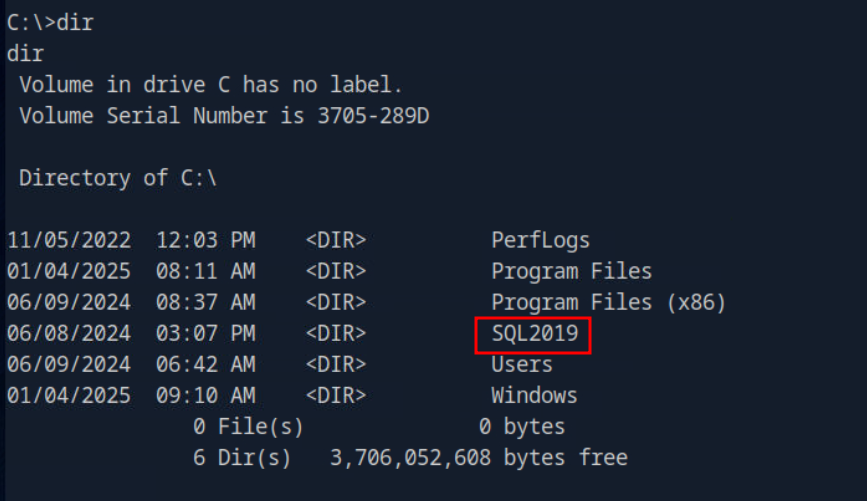 C:\>dir
dir
 Volume in drive C has no label.
 Volume Serial Number is 3705-289D

 Directory of C:\

11/05/2022  12:03 PM    <DIR>          PerfLogs
01/04/2025  08:11 AM    <DIR>          Program Files
06/09/2024  08:37 AM    <DIR>          Program Files (x86)
06/08/2024  03:07 PM    <DIR>          SQL2019
06/09/2024  06:42 AM    <DIR>          Users
01/04/2025  09:10 AM    <DIR>          Windows
               0 File(s)              0 bytes
               6 Dir(s)   3,706,052,608 bytes free